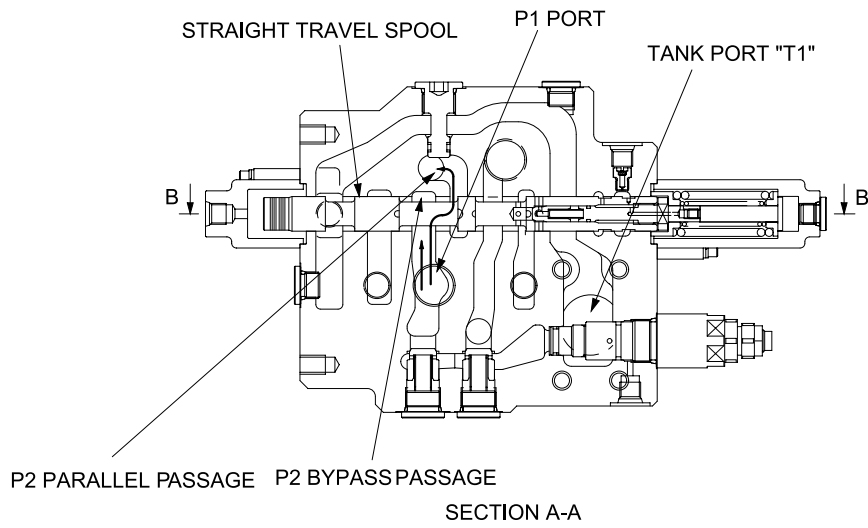 P1 PORT
STRAIGHT TRAVEL SPOOL
TANK PORT "T1"
B
B
P2 PARALLEL PASSAGE
P2 BYPASS PASSAGE
SECTION A-A